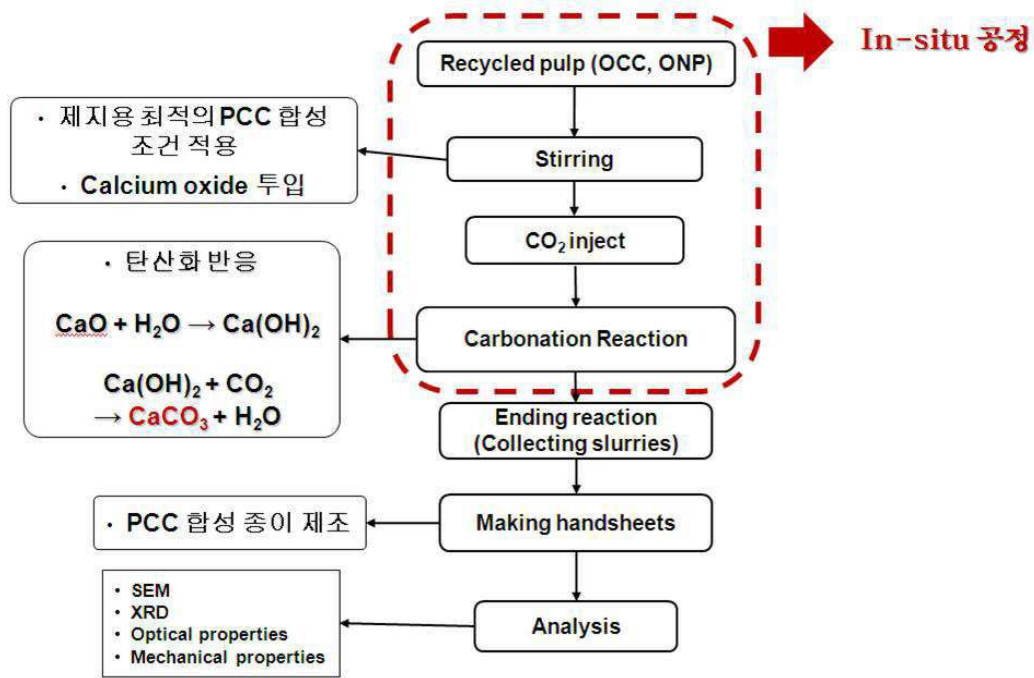 In-situ 공정
Recycled pulp (OCC, ONP)
· 제지용 최적의 PCC 합성
조건 적용
· Calcium oxide 투입
Stirring
CO₂ inject
· 탄산화 반응
CaO + H₂O → Ca(OH)₂
Ca(OH)₂ + CO₂
→ CaCO₃ + H₂O
Carbonation Reaction
Ending reaction
(Collecting slurries)
· PCC 합성 종이 제조
Making handsheets
· SEM
· XRD
· Optical properties
· Mechanical properties
Analysis